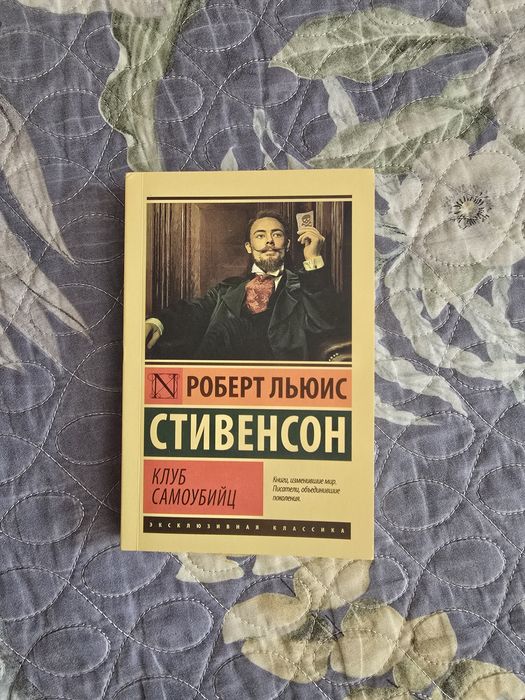 N РОБЕРТ ЛЬЮИС
СТИВЕНСОН
КЛУБ
САМОУБИЙЦ
Книги, изменившие мир.
Писатели, объединившие
поколения.
ЭКСКЛЮЗИВНАЯ КЛАССИКА